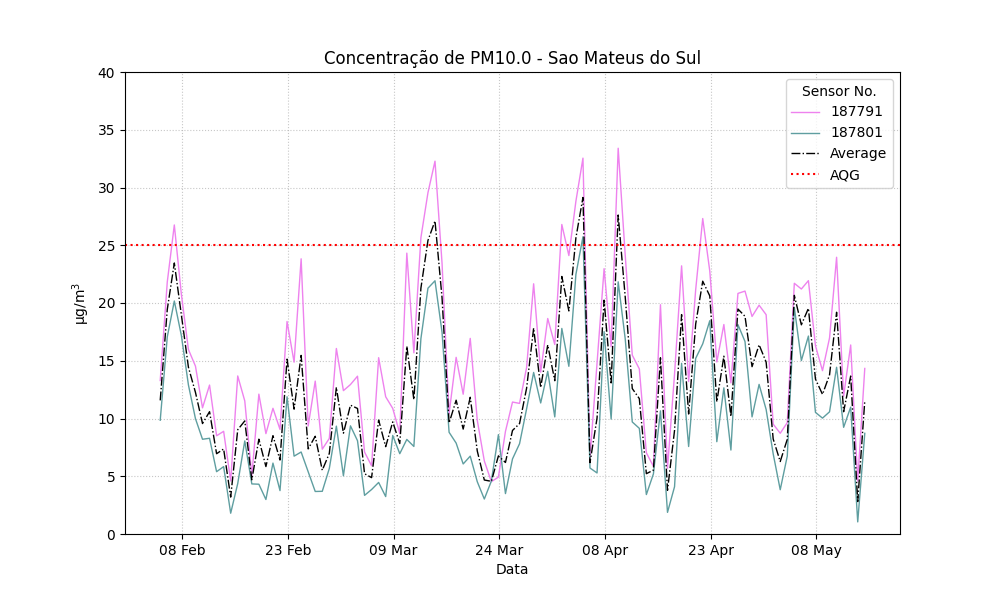 Concentração de PM10.0 - Sao Mateus do Sul
40
35
30
25
20
15
10
5
0
µg/m³
Sensor No.
187791
187801
Average
AQG
08 Feb 23 Feb 09 Mar 24 Mar 08 Apr 23 Apr 08 May
Data